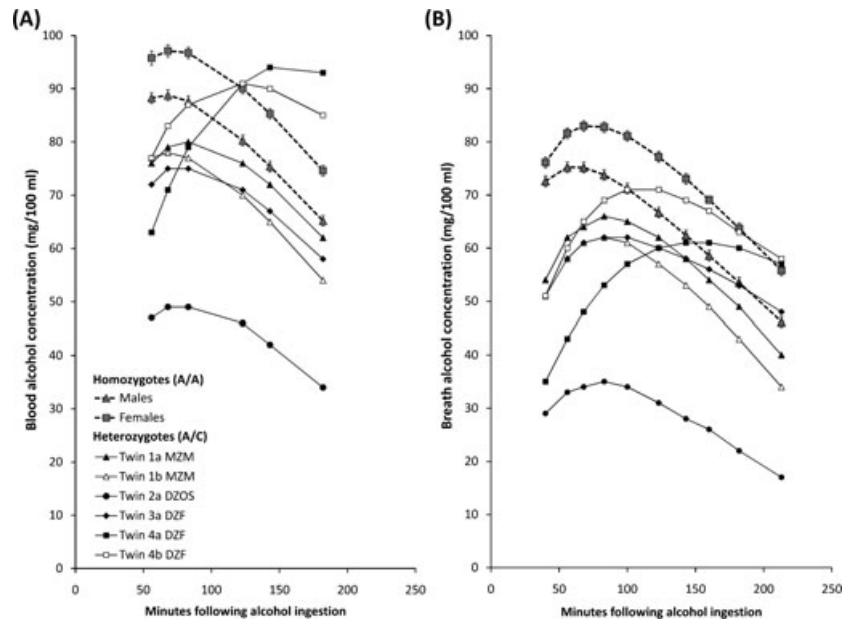 (A)
(B)
100
90
80
70
60
50
40
30
20
10
0
Blood alcohol concentration (mg/100 ml)
Homozygotes (A/A)
Males
Females
Heterozygotes (A/C)
Twin 1a MZM
Twin 1b MZM
Twin 2a DZOS
Twin 3a DZF
Twin 4a DZF
Twin 4b DZF
0 50 100 150 200 250
Minutes following alcohol ingestion
100
90
80
70
60
50
40
30
20
10
0
Breath alcohol concentration (mg/100 ml)
0 50 100 150 200 250
Minutes following alcohol ingestion